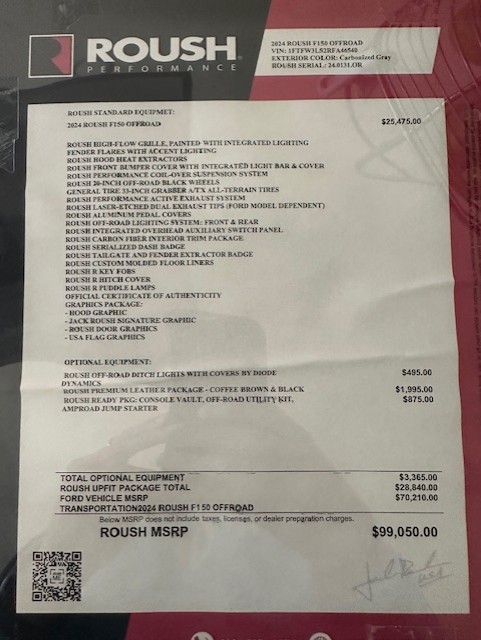 ROUSH
PERFORMANCE
2024 ROUSH F150 OFFROAD
VIN: 1FTFW3L52RFA46540
EXTERIOR COLOR: Carbonized Gray
ROUSH SERIAL: 24.0131.OR
ROUSH STANDARD EQUIPMET:
2024 ROUSH F150 OFFROAD $25,475.00
ROUSH HIGH-FLOW GRILLE, PAINTED WITH INTEGRATED LIGHTING
FENDER FLARES WITH ACCENT LIGHTING
ROUSH HOOD HEAT EXTRACTORS
ROUSH FRONT BUMPER COVER WITH INTEGRATED LIGHT BAR & COVER
ROUSH PERFORMANCE COIL-OVER SUSPENSION SYSTEM
ROUSH 20-INCH OFF-ROAD BLACK WHEELS
GENERAL TIRE 33-INCH GRABBER A/TX ALL-TERRAIN TIRES
ROUSH PERFORMANCE ACTIVE EXHAUST SYSTEM
ROUSH LASER-ETCHED DUAL EXHAUST TIPS (FORD MODEL DEPENDENT)
ROUSH ALUMINUM PEDAL COVERS
ROUSH OFF-ROAD LIGHTING SYSTEM: FRONT & REAR
ROUSH INTEGRATED OVERHEAD AUXILIARY SWITCH PANEL
ROUSH CARBON FIBER INTERIOR TRIM PACKAGE
ROUSH SERIALIZED DASH BADGE
ROUSH TAILGATE AND FENDER EXTRACTOR BADGE
ROUSH CUSTOM MOLDED FLOOR LINERS
ROUSH R KEY FOBS
ROUSH R HITCH COVER
ROUSH R PUDDLE LAMPS
OFFICIAL CERTIFICATE OF AUTHENTICITY
GRAPHICS PACKAGE:
- HOOD GRAPHIC
- JACK ROUSH SIGNATURE GRAPHIC
- ROUSH DOOR GRAPHICS
- USA FLAG GRAPHICS
OPTIONAL EQUIPMENT:
ROUSH OFF-ROAD DITCH LIGHTS WITH COVERS BY DIODE $495.00
DYNAMICS
ROUSH PREMIUM LEATHER PACKAGE - COFFEE BROWN & BLACK $1,995.00
ROUSH READY PKG: CONSOLE VAULT, OFF-ROAD UTILITY KIT, $875.00
AMPROAD JUMP STARTER
TOTAL OPTIONAL EQUIPMENT $3,365.00
ROUSH UPFIT PACKAGE TOTAL $28,840.00
FORD VEHICLE MSRP $70,210.00
TRANSPORTATION2024 ROUSH F150 OFFROAD
Below MSRP does not include taxes, licenses, or dealer preparation charges.
ROUSH MSRP $99,050.00